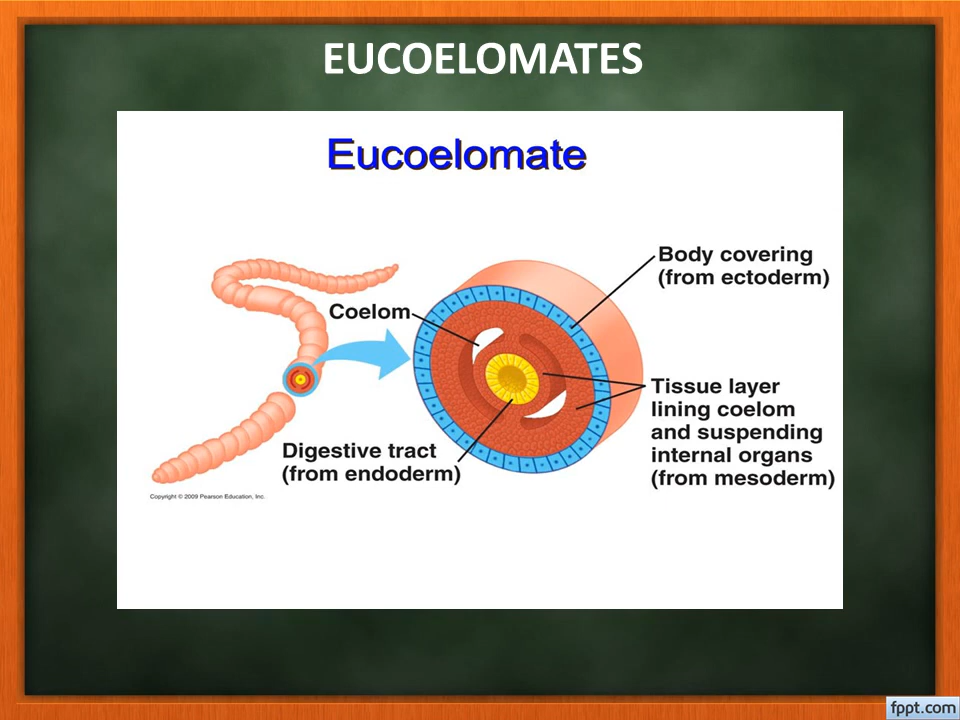 EUCOELOMATES
Eucoelomate
Body covering
(from ectoderm)
Coelom
Tissue layer
lining coelom
and suspending
internal organs
(from mesoderm)
Digestive tract
(from endoderm)
Copyright © 2009 Pearson Education, Inc.
fppt.com